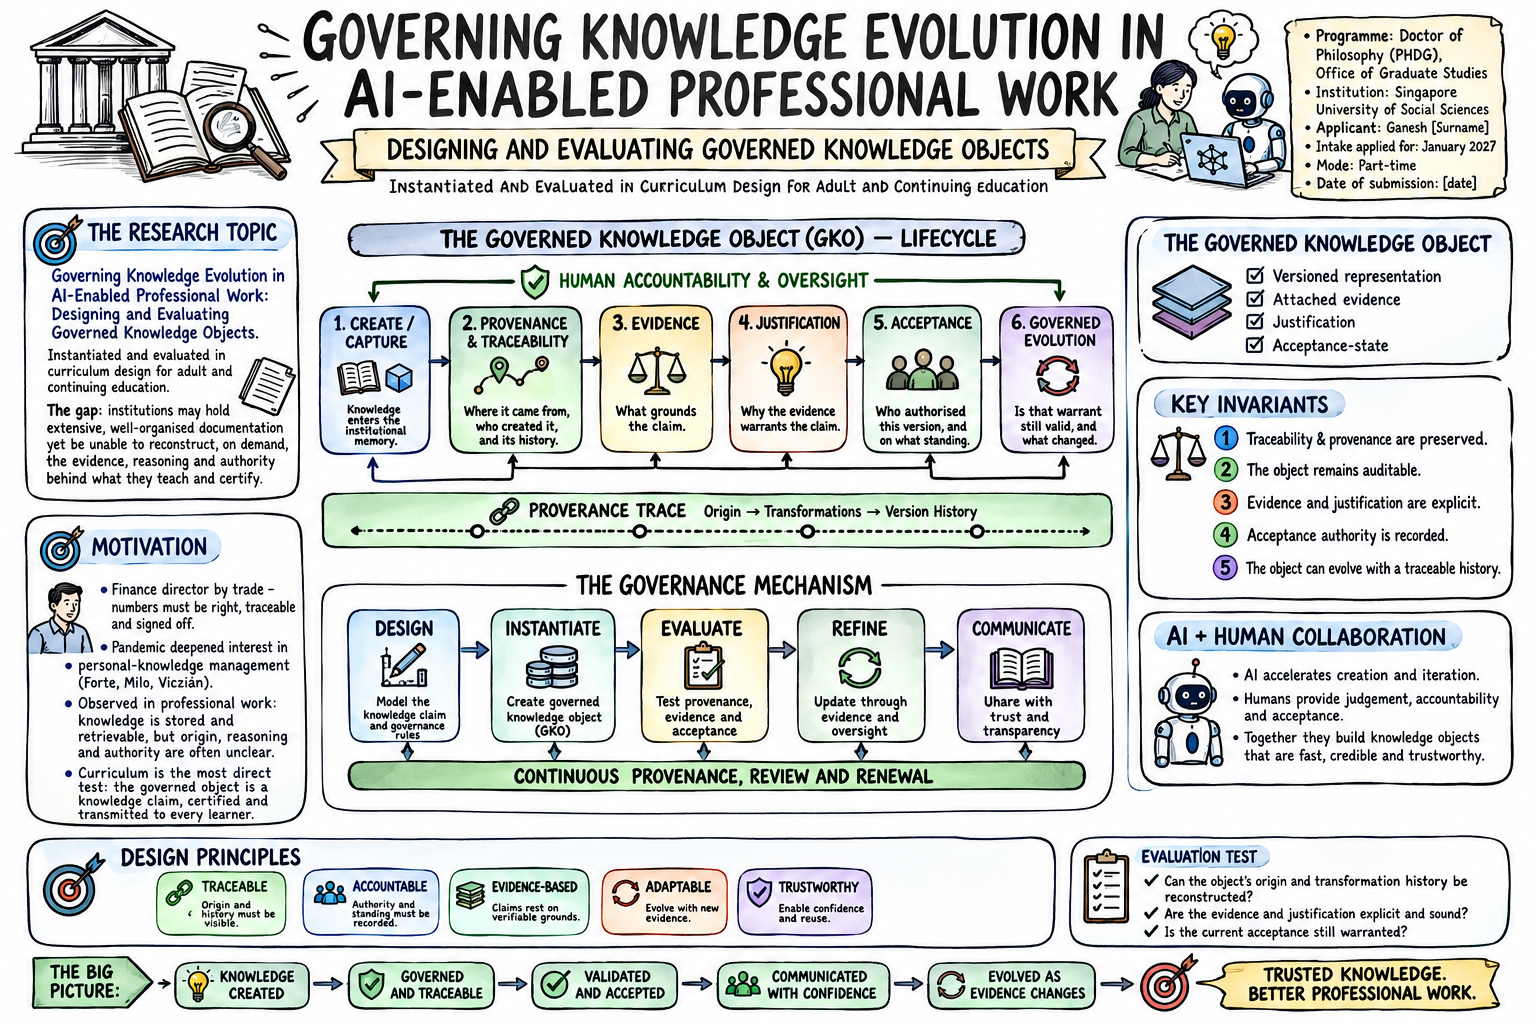 GOVERNING KNOWLEDGE EVOLUTION IN
AI-ENABLED PROFESSIONAL WORK
DESIGNING AND EVALUATING GOVERNED KNOWLEDGE OBJECTS
Instantiated and Evaluated in Curriculum Design for Adult and Continuing education
• Programme: Doctor of
Philosophy (PHDG),
Office of Graduate Studies
• Institution: Singapore
University of Social Sciences
• Applicant: Ganesh [Surname]
• Intake applied for: January 2027
• Mode: Part-time
• Date of submission: [date]
THE RESEARCH TOPIC
Governing Knowledge Evolution in
AI-Enabled Professional Work:
Designing and Evaluating
Governed Knowledge Objects.
Instantiated and evaluated in
curriculum design for adult and
continuing education.
The gap: institutions may hold
extensive, well-organised documentation
yet be unable to reconstruct, on demand,
the evidence, reasoning and authority
behind what they teach and certify.
MOTIVATION
• Finance director by trade –
numbers must be right, traceable
and signed off.
• Pandemic deepened interest in
personal-knowledge management
(Forte, Milo, Viczián).
• Observed in professional work:
knowledge is stored and
retrievable, but origin, reasoning
and authority are often unclear.
• Curriculum is the most direct
test: the governed object is a
knowledge claim, certified and
transmitted to every learner.
THE GOVERNED KNOWLEDGE OBJECT (GKO) — LIFECYCLE
HUMAN ACCOUNTABILITY & OVERSIGHT
1. CREATE /
CAPTURE
Knowledge
enters the
institutional
memory.
2. PROVENANCE
& TRACEABILITY
Where it came from,
who created it,
and its history.
3. EVIDENCE
What grounds
the claim.
4. JUSTIFICATION
Why the evidence
warrants the claim.
5. ACCEPTANCE
Who authorised
this version, and
on what standing.
6. GOVERNED
EVOLUTION
Is that warrant
still valid, and
what changed.
PROVERANCE TRACE Origin → Transformations → Version History
THE GOVERNANCE MECHANISM
DESIGN
Model the
knowledge claim
and governance
rules
INSTANTIATE
Create governed
knowledge object
(GKO)
EVALUATE
Test provenance,
evidence and
acceptance
REFINE
Update through
evidence and
oversight
COMMUNICATE
Uhare with
trust and
transparency
CONTINUOUS PROVENANCE, REVIEW AND RENEWAL
THE GOVERNED KNOWLEDGE OBJECT
Versioned representation
Attached evidence
Justification
Acceptance-state
KEY INVARIANTS
1 Traceability & provenance are preserved.
2 The object remains auditable.
3 Evidence and justification are explicit.
4 Acceptance authority is recorded.
5 The object can evolve with a traceable history.
AI + HUMAN COLLABORATION
• AI accelerates creation and iteration.
• Humans provide judgement, accountability
and acceptance.
• Together they build knowledge objects
that are fast, credible and trustworthy.
DESIGN PRINCIPLES
TRACEABLE
Origin and
history must be
visible.
ACCOUNTABLE
Authority and
standing must be
recorded.
EVIDENCE-BASED
Claims rest on
verifiable grounds.
ADAPTABLE
Evolve with new
evidence.
TRUSTWORTHY
Enable confidence
and reuse.
EVALUATION TEST
✓ Can the object's origin and transformation history be
reconstructed?
✓ Are the evidence and justification explicit and sound?
✓ Is the current acceptance still warranted?
THE BIG
PICTURE:
KNOWLEDGE
CREATED
GOVERNED
AND TRACEABLE
VALIDATED
AND ACCEPTED
COMMUNICATED
WITH CONFIDENCE
EVOLVED AS
EVIDENCE CHANGES
TRUSTED KNOWLEDGE.
BETTER PROFESSIONAL WORK.